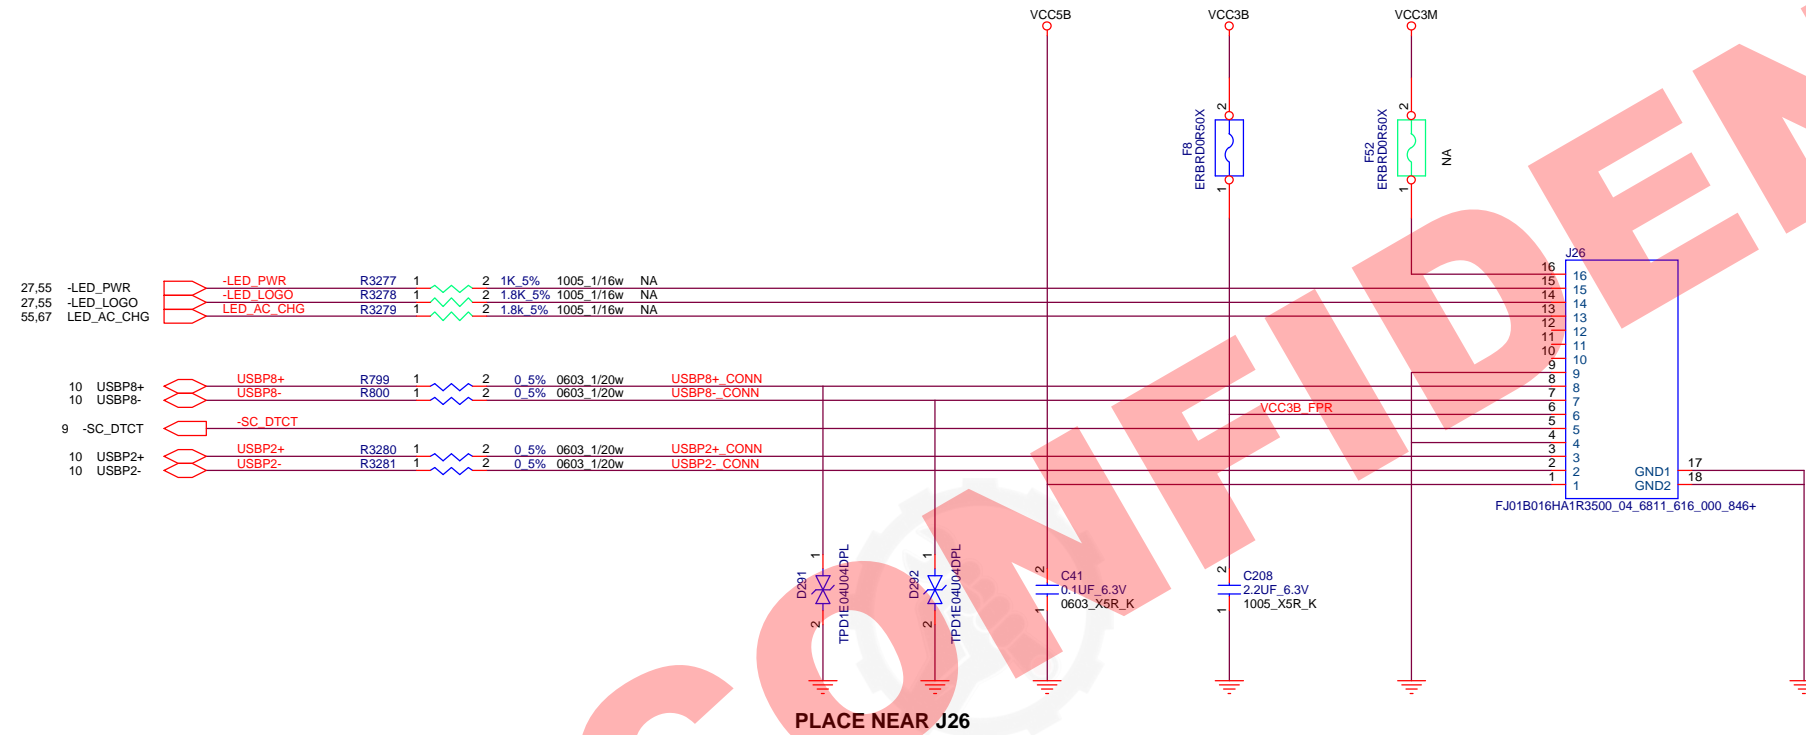 VCC5B VCC3B VCC3M
2 2
F8
ERBRD0R50X
F52
ERBRD0R50X
NA
1 1
J26
16 16
27,55 -LED_PWR -LED_PWR R3277 1 2 1K_5% 1005_1/16w NA 15 15
27,55 -LED_LOGO -LED_LOGO R3278 1 2 1.8K_5% 1005_1/16w NA 14 14
55,67 LED_AC_CHG LED_AC_CHG R3279 1 2 1.8k_5% 1005_1/16w NA 13 13
12 12
11 11
10 10
9 9
10 USBP8+ USBP8+ R799 1 2 0_5% 0603_1/20w USBP8+_CONN 8 8
10 USBP8- USBP8- R800 1 2 0_5% 0603_1/20w USBP8-_CONN 7 7
VCC3B_FPR 6 6
9 -SC_DTCT -SC_DTCT 5 5
4 4
10 USBP2+ USBP2+ R3280 1 2 0_5% 0603_1/20w USBP2+_CONN 3 3
10 USBP2- USBP2- R3281 1 2 0_5% 0603_1/20w USBP2-_CONN 2 2 GND1 17
1 1 GND2 18
FJ01B016HA1R3500_04_6811_616_000_846+
1 1
D291
TPD1E04U04DPL
D292
TPD1E04U04DPL
2 2
2 C41
0.1UF_6.3V
1 0603_X5R_K
2 C208
2.2UF_6.3V
1 1005_X5R_K
PLACE NEAR J26
CONFIDEN